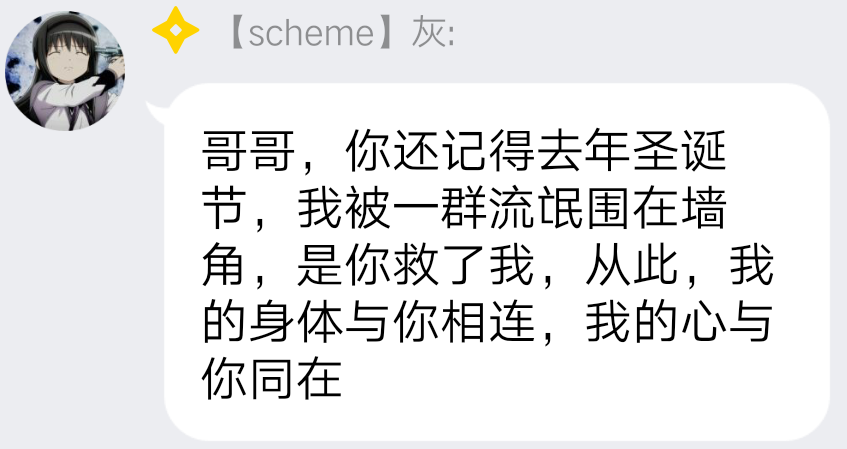 【scheme】灰:
哥哥，你还记得去年圣诞
节，我被一群流氓围在墙
角，是你救了我，从此，我
的身体与你相连，我的心与
你同在